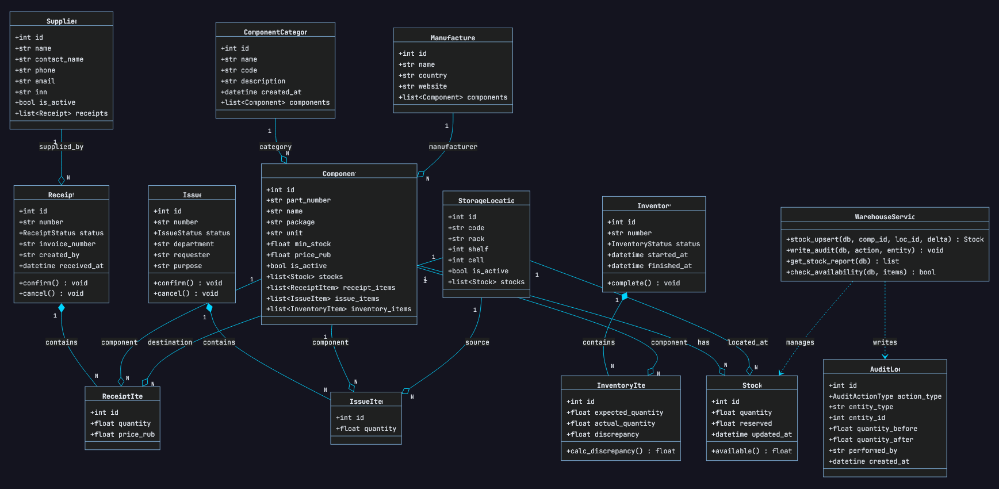 Supplier
+int id
+str name
+str contact_name
+str phone
+str email
+str inn
+bool is_active
+list<Receipt> receipts
ComponentCategor
+int id
+str name
+str code
+str description
+datetime created_at
+list<Component> components
Manufacture
+int id
+str name
+str country
+str website
+list<Component> components
1
supplied_by
N
1
category
N
1
manufacturer
N
Receipt
+int id
+str number
+ReceiptStatus status
+str invoice_number
+str created_by
+datetime received_at
+confirm() : void
+cancel() : void
Issue
+int id
+str number
+IssueStatus status
+str department
+str requester
+str purpose
+confirm() : void
+cancel() : void
Componen
+int id
+str part_number
+str name
+str package
+str unit
+float min_stock
+float price_rub
+bool is_active
+list<Stock> stocks
+list<ReceiptItem> receipt_items
+list<IssueItem> issue_items
+list<InventoryItem> inventory_items
StorageLocatio
+int id
+str code
+str rack
+int shelf
+int cell
+bool is_active
+list<Stock> stocks
Inventor
+int id
+str number
+InventoryStatus status
+datetime started_at
+datetime finished_at
+complete() : void
WarehouseServic
+stock_upsert(db, comp_id, loc_id, delta) : Stock
+write_audit(db, action, entity) : void
+get_stock_report(db) : list
+check_availability(db, items) : bool
1
1
1
1
1
1
1
1
1
1
contains
component
destination
contains
component
source
contains
component
has
located_at
manages
writes
N
N
N
N
N
N
N
N
N
N
ReceiptIte
+int id
+float quantity
+float price_rub
IssueIte
+int id
+float quantity
InventoryIte
+int id
+float expected_quantity
+float actual_quantity
+float discrepancy
+calc_discrepancy() : float
Stock
+int id
+float quantity
+float reserved
+datetime updated_at
+available() : float
AuditLog
+int id
+AuditActionType action_type
+str entity_type
+int entity_id
+float quantity_before
+float quantity_after
+str performed_by
+datetime created_at